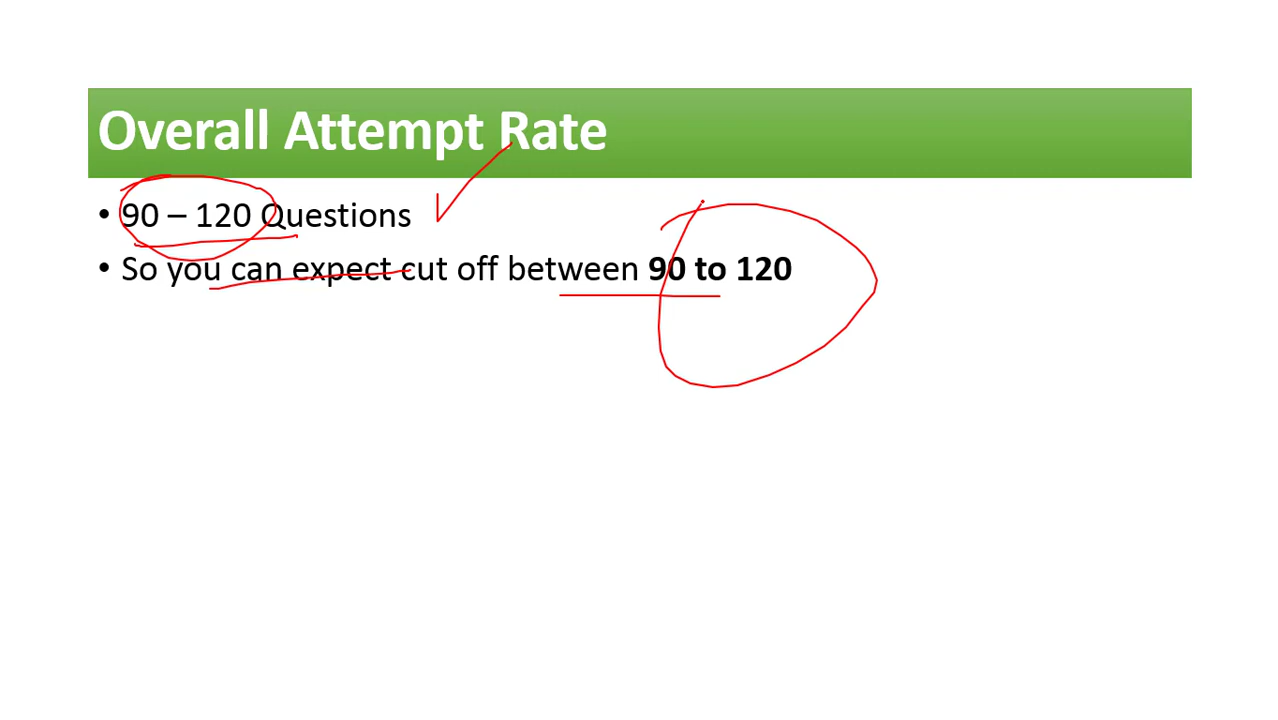 Overall Attempt Rate
• 90 – 120 Questions
• So you can expect cut off between 90 to 120